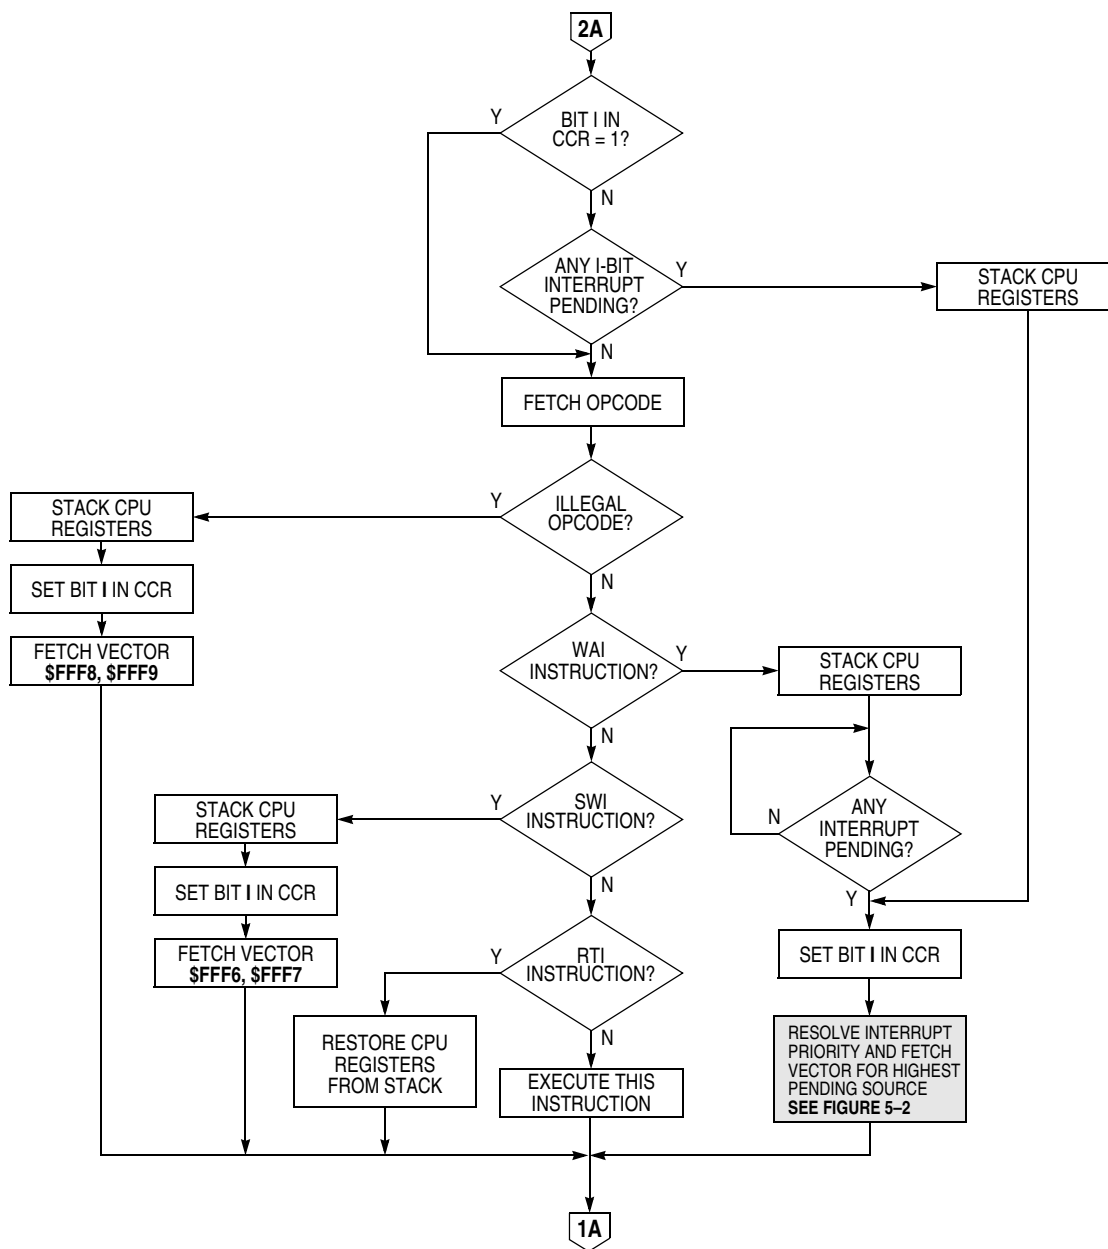 2A
Y
BIT I IN
CCR = 1?
N
ANY I-BIT
INTERRUPT
PENDING?
Y
STACK CPU
REGISTERS
N
FETCH OPCODE
STACK CPU
REGISTERS
Y
ILLEGAL
OPCODE?
N
SET BIT I IN CCR
FETCH VECTOR
$FFF8, $FFF9
WAI
INSTRUCTION?
Y
STACK CPU
REGISTERS
N
STACK CPU
REGISTERS
Y
SWI
INSTRUCTION?
N
ANY
INTERRUPT
PENDING?
SET BIT I IN CCR
N
Y
FETCH VECTOR
$FFF6, $FFF7
Y
RTI
INSTRUCTION?
SET BIT I IN CCR
N
RESTORE CPU
REGISTERS
FROM STACK
EXECUTE THIS
INSTRUCTION
RESOLVE INTERRUPT
PRIORITY AND FETCH
VECTOR FOR HIGHEST
PENDING SOURCE
SEE FIGURE 5–2
1A